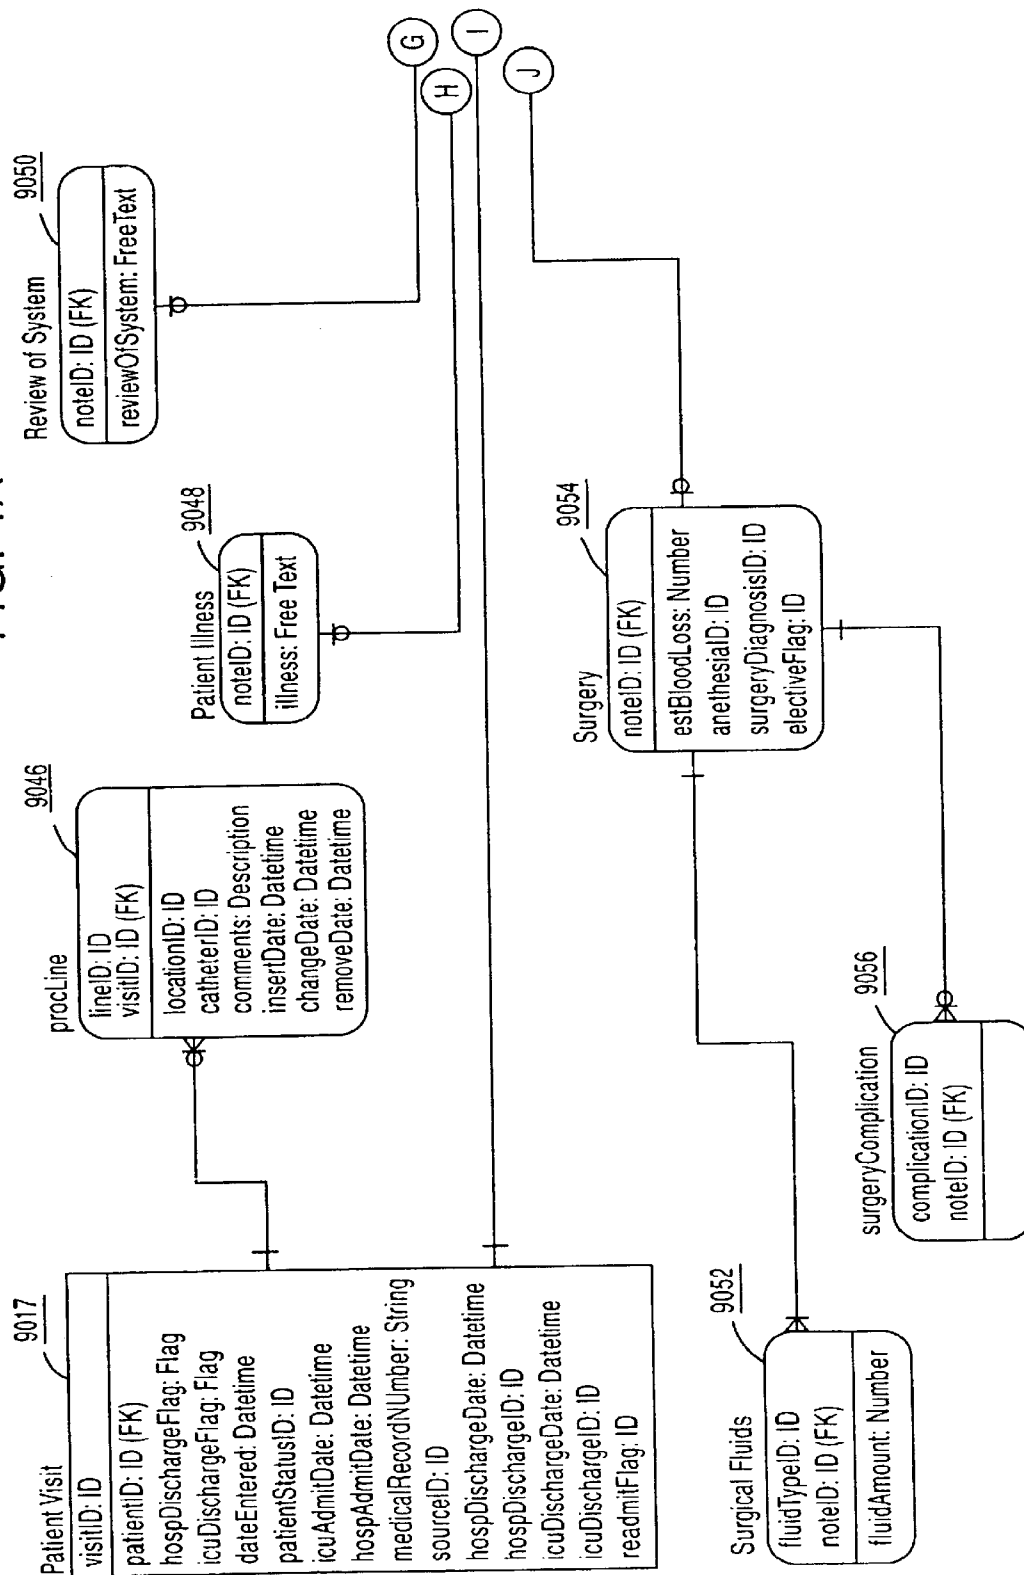 FIG.
Patient Visit
9017
visitID: ID
patientID: ID (FK)
hospDischargeFlag: Flag
icuDischargeFlag: Flag
dateEntered: Datetime
patientStatusID: ID
icuAdmitDate: Datetime
hospAdmitDate: Datetime
medicalRecordNUmber: String
sourceID: ID
hospDischargeDate: Datetime
hospDischargeID: ID
icuDischargeDate: Datetime
icuDischargeID: ID
readmitFlag: ID
procLine
9046
lineID: ID
visitID: ID (FK)
locationID: ID
catheterID: ID
comments: Description
insertDate: Datetime
changeDate: Datetime
removeDate: Datetime
Patient Illness
9048
noteID: ID (FK)
illness: Free Text
Review of System
9050
noteID: ID (FK)
reviewOfSystem: FreeText
G
H
I
J
Surgical Fluids
9052
fluidTypeID: ID
noteID: ID (FK)
fluidAmount: Number
surgeryComplication
9056
complicationID: ID
noteID: ID (FK)
Surgery
9054
noteID: ID (FK)
estBloodLoss: Number
anethesiaID: ID
surgeryDiagnosisID: ID
electiveFlag: ID